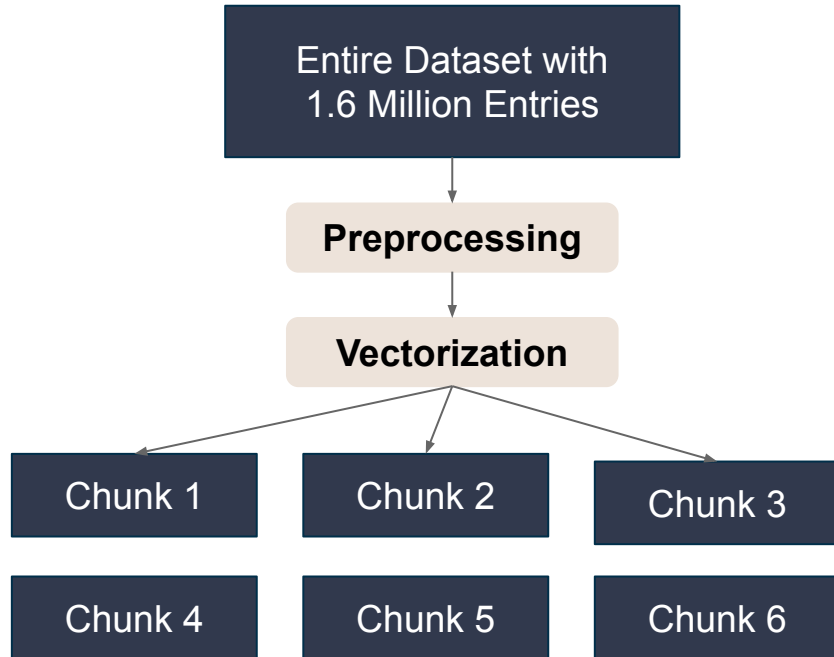 Entire Dataset with
1.6 Million Entries
Preprocessing
Vectorization
Chunk 1
Chunk 2
Chunk 3
Chunk 4
Chunk 5
Chunk 6